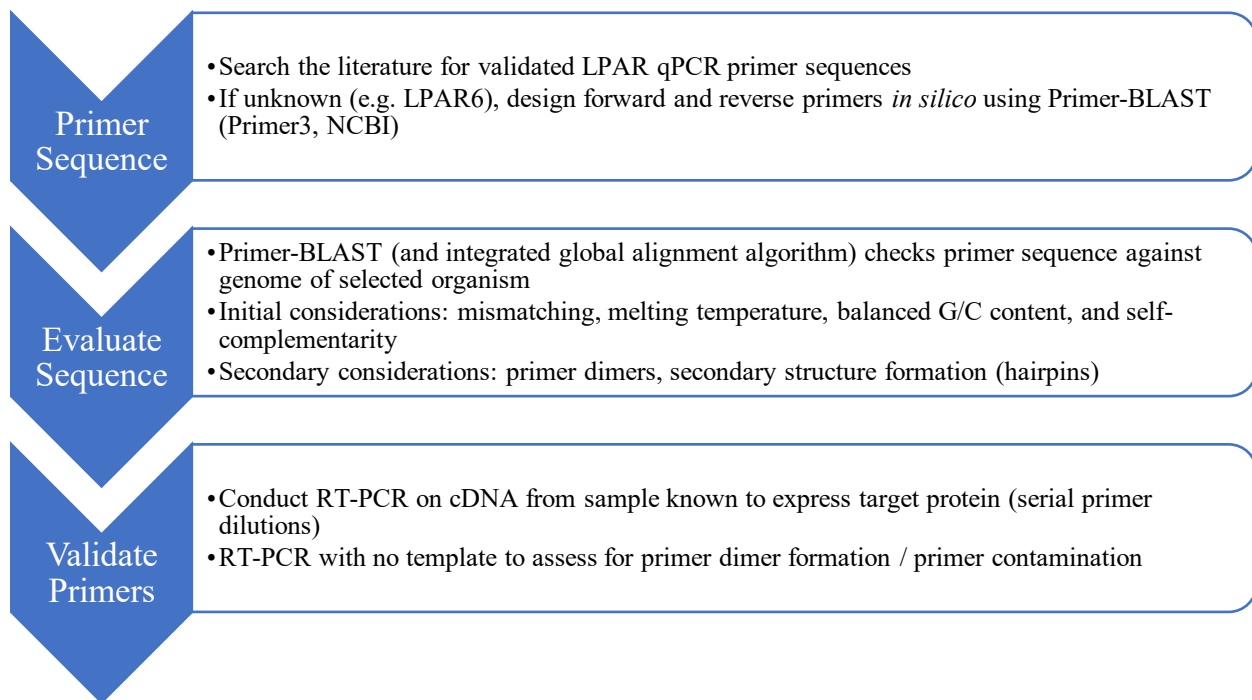 Primer
Sequence
•Search the literature for validated LPAR qPCR primer sequences
•If unknown (e.g. LPAR6), design forward and reverse primers in silico using Primer-BLAST
(Primer3, NCBI)
Evaluate
Sequence
•Primer-BLAST (and integrated global alignment algorithm) checks primer sequence against
genome of selected organism
•Initial considerations: mismatching, melting temperature, balanced G/C content, and self-
complementarity
•Secondary considerations: primer dimers, secondary structure formation (hairpins)
Validate
Primers
•Conduct RT-PCR on cDNA from sample known to express target protein (serial primer
dilutions)
•RT-PCR with no template to assess for primer dimer formation / primer contamination